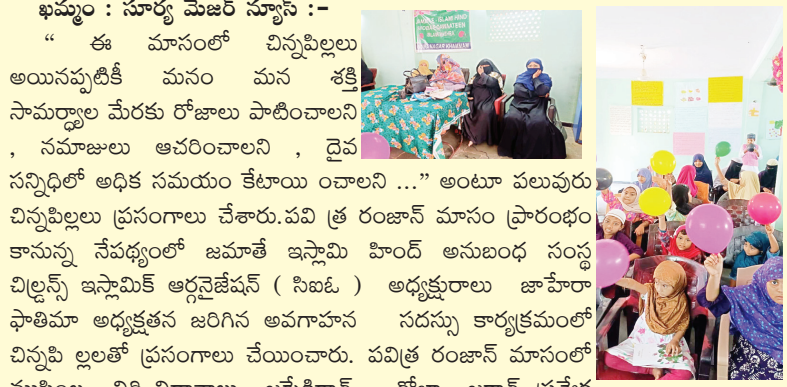 ఖమ్మం : సూర్య మేజర్ న్యూస్ :-
“ ఈ మాసంలో చిన్నపిల్లలు
అయినప్పటికీ మనం మన శక్తి
సామర్థ్యాల మేరకు రోజాలు పాటించాలని
, నమాజులు ఆచరించాలని , దైవ
సన్నిధిలో అధిక సమయం కేటాయి ంచాలని ...” అంటూ పలువురు
చిన్నపిల్లలు ప్రసంగాలు చేశారు.పవి త్ర రంజాన్ మాసం ప్రారంభం
కానున్న నేపథ్యంలో జమాతే ఇస్లామి హింద్ అనుబంధ సంస్థ
చిల్డ్రన్స్ ఇస్లామిక్ ఆర్గనైజేషన్ ( సిఐఓ ) అధ్యక్షురాలు జాహేరా
ఫాతిమా అధ్యక్షతన జరిగిన అవగాహన సదస్సు కార్యక్రమంలో
చిన్నపి ల్లలతో ప్రసంగాలు చేయించారు. పవిత్ర రంజాన్ మాసంలో